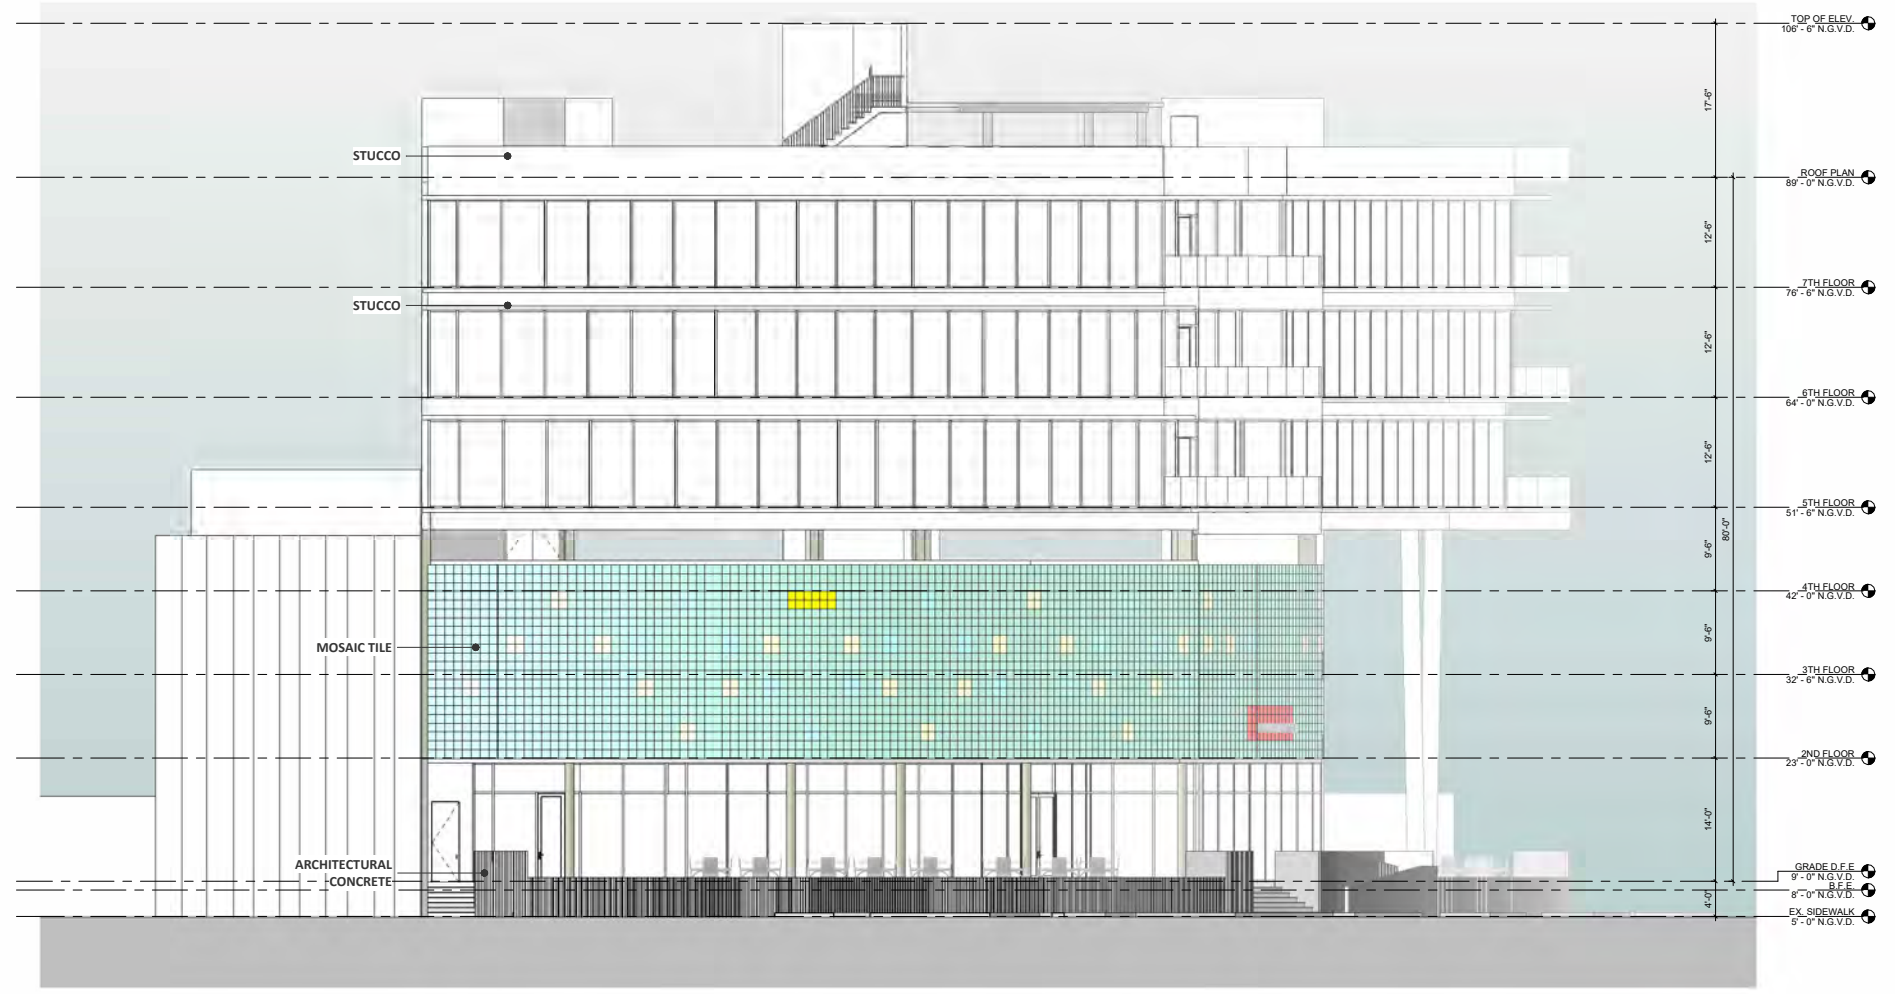 TOP OF ELEV.
106' - 6" N.G.V.D.
17'-6"
STUCCO
ROOF PLAN
89' - 0" N.G.V.D.
12'-6"
7TH FLOOR
76' - 6" N.G.V.D.
STUCCO
12'-6"
6TH FLOOR
64' - 0" N.G.V.D.
12'-6"
5TH FLOOR
51' - 6" N.G.V.D.
80'-0"
9'-6"
4TH FLOOR
42' - 0" N.G.V.D.
9'-6"
MOSAIC TILE
3TH FLOOR
32' - 6" N.G.V.D.
9'-6"
2ND FLOOR
23' - 0" N.G.V.D.
14'-0"
ARCHITECTURAL
CONCRETE
GRADE D.F.E
9' - 0" N.G.V.D.
B.F.E.
8' - 0" N.G.V.D.
4'-0"
EX. SIDEWALK
5' - 0" N.G.V.D.